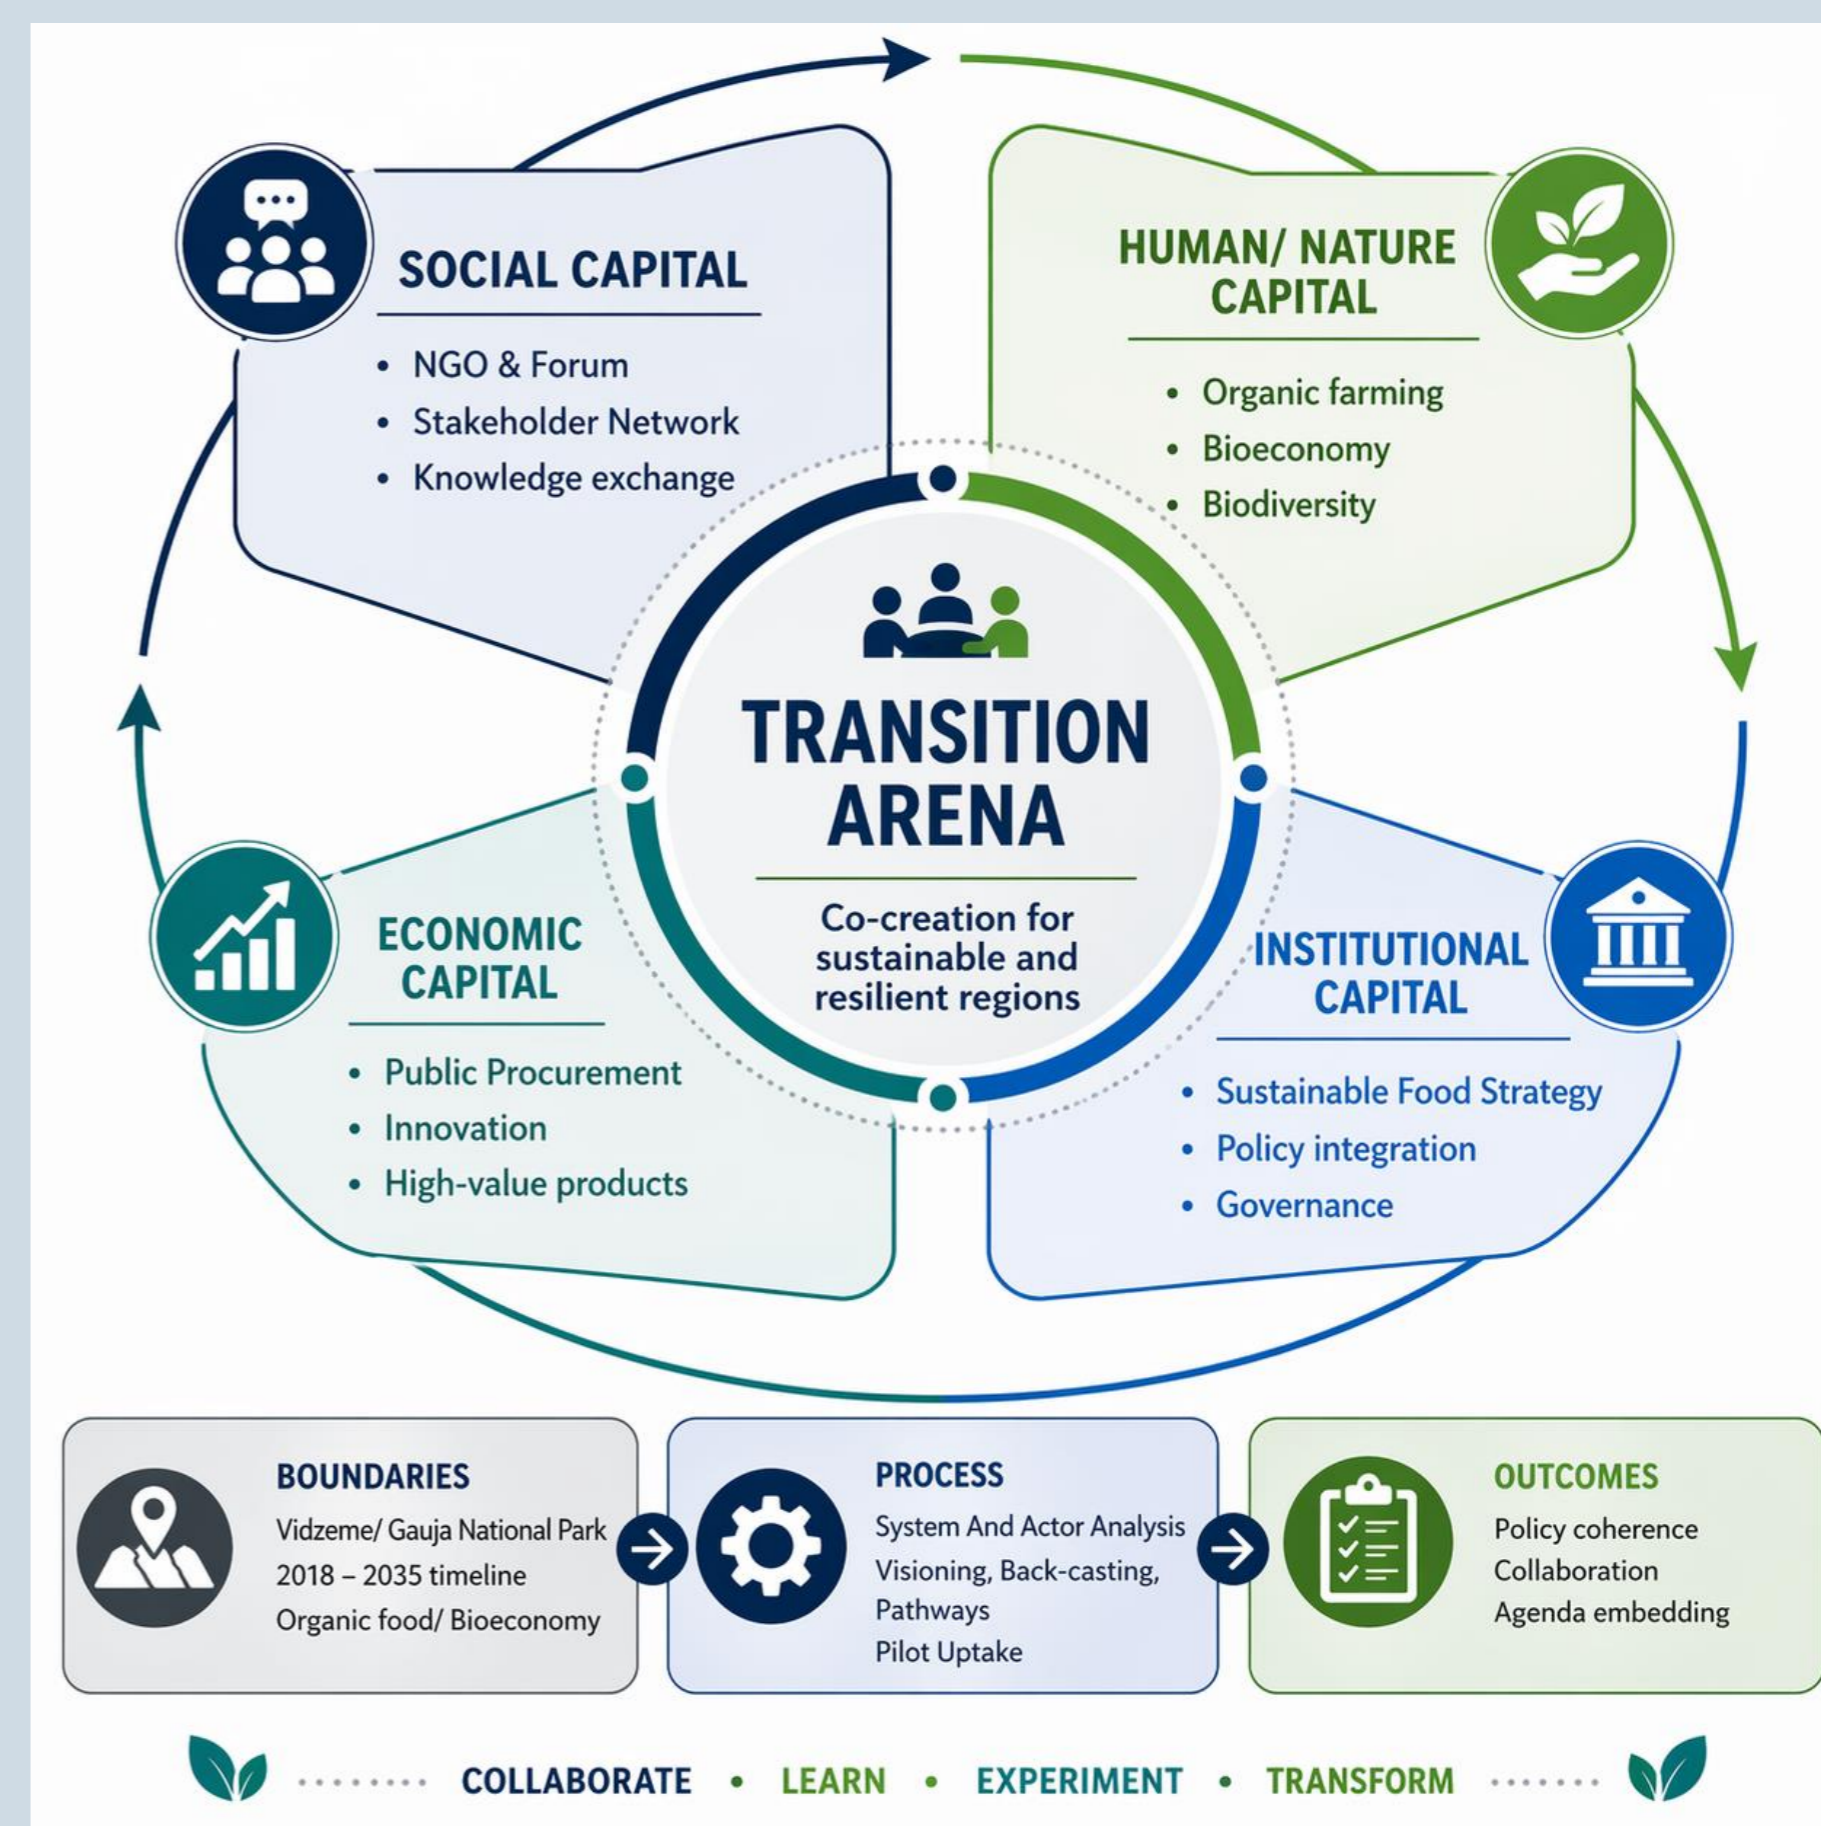 SOCIAL CAPITAL
• NGO & Forum
• Stakeholder Network
• Knowledge exchange
HUMAN/ NATURE
CAPITAL
• Organic farming
• Bioeconomy
• Biodiversity
TRANSITION
ARENA
Co-creation for
sustainable and
resilient regions
ECONOMIC
CAPITAL
• Public Procurement
• Innovation
• High-value products
INSTITUTIONAL
CAPITAL
• Sustainable Food Strategy
• Policy integration
• Governance
BOUNDARIES
Vidzeme/ Gauja National Park
2018 – 2035 timeline
Organic food/ Bioeconomy
PROCESS
System And Actor Analysis
Visioning, Back-casting,
Pathways
Pilot Uptake
OUTCOMES
Policy coherence
Collaboration
Agenda embedding
COLLABORATE • LEARN • EXPERIMENT • TRANSFORM